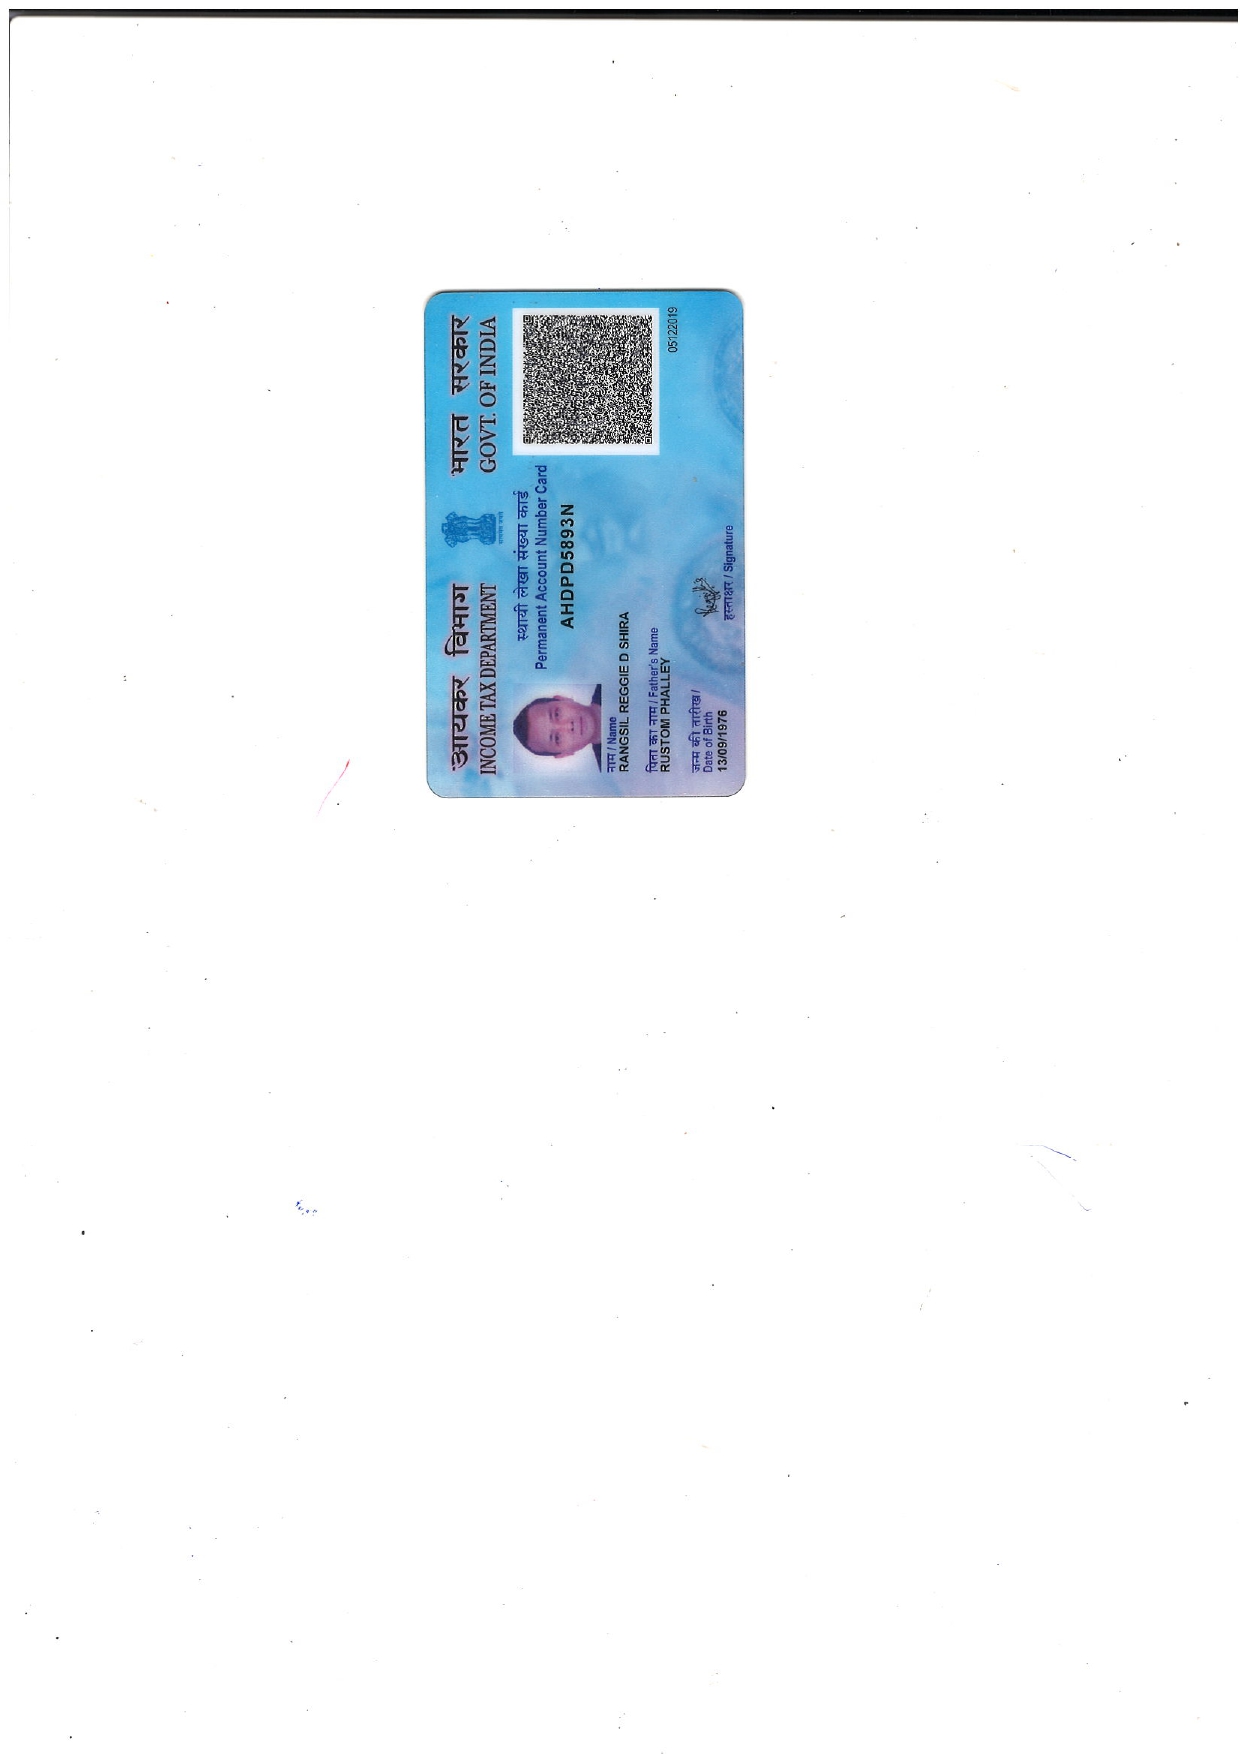 आयकर विभाग
INCOME TAX DEPARTMENT
भारत सरकार
GOVT. OF INDIA
सत्यमेव जयते
स्थायी लेखा संख्या कार्ड
Permanent Account Number Card
AHDPD5893N
नाम / Name
RANGSIL REGGIE D SHIRA
पिता का नाम / Father's Name
RUSTOM PHALLEY
जन्म की तारीख /
Date of Birth
13/09/1976
हस्ताक्षर / Signature
05122019